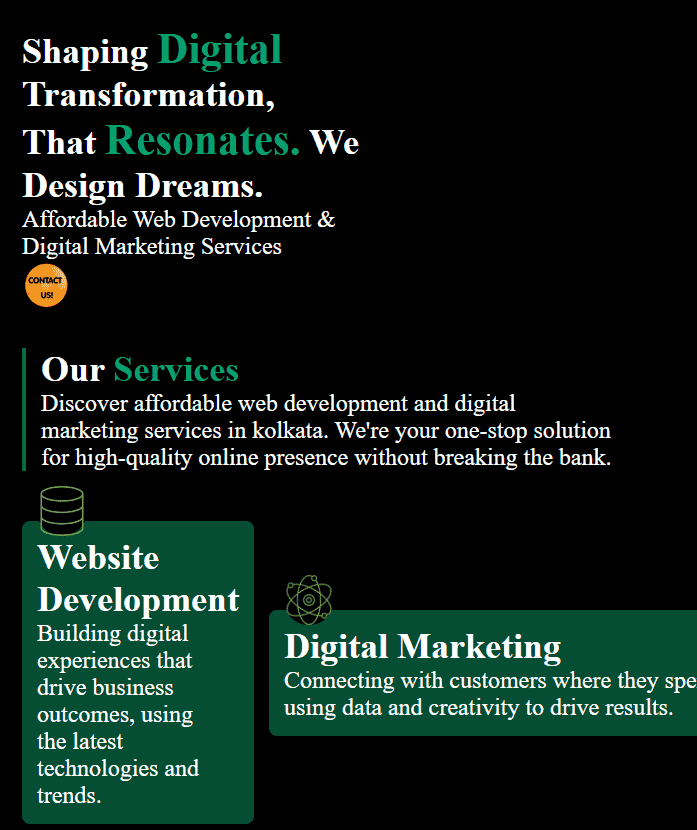 Shaping Digital
Transformation,
That Resonates. We
Design Dreams.
Affordable Web Development &
Digital Marketing Services
CONTACT
US!
Our Services
Discover affordable web development and digital
marketing services in kolkata. We're your one-stop solution
for high-quality online presence without breaking the bank.
Website
Development
Building digital
experiences that
drive business
outcomes, using
the latest
technologies and
trends.
Digital Marketing
Connecting with customers where they spe
using data and creativity to drive results.